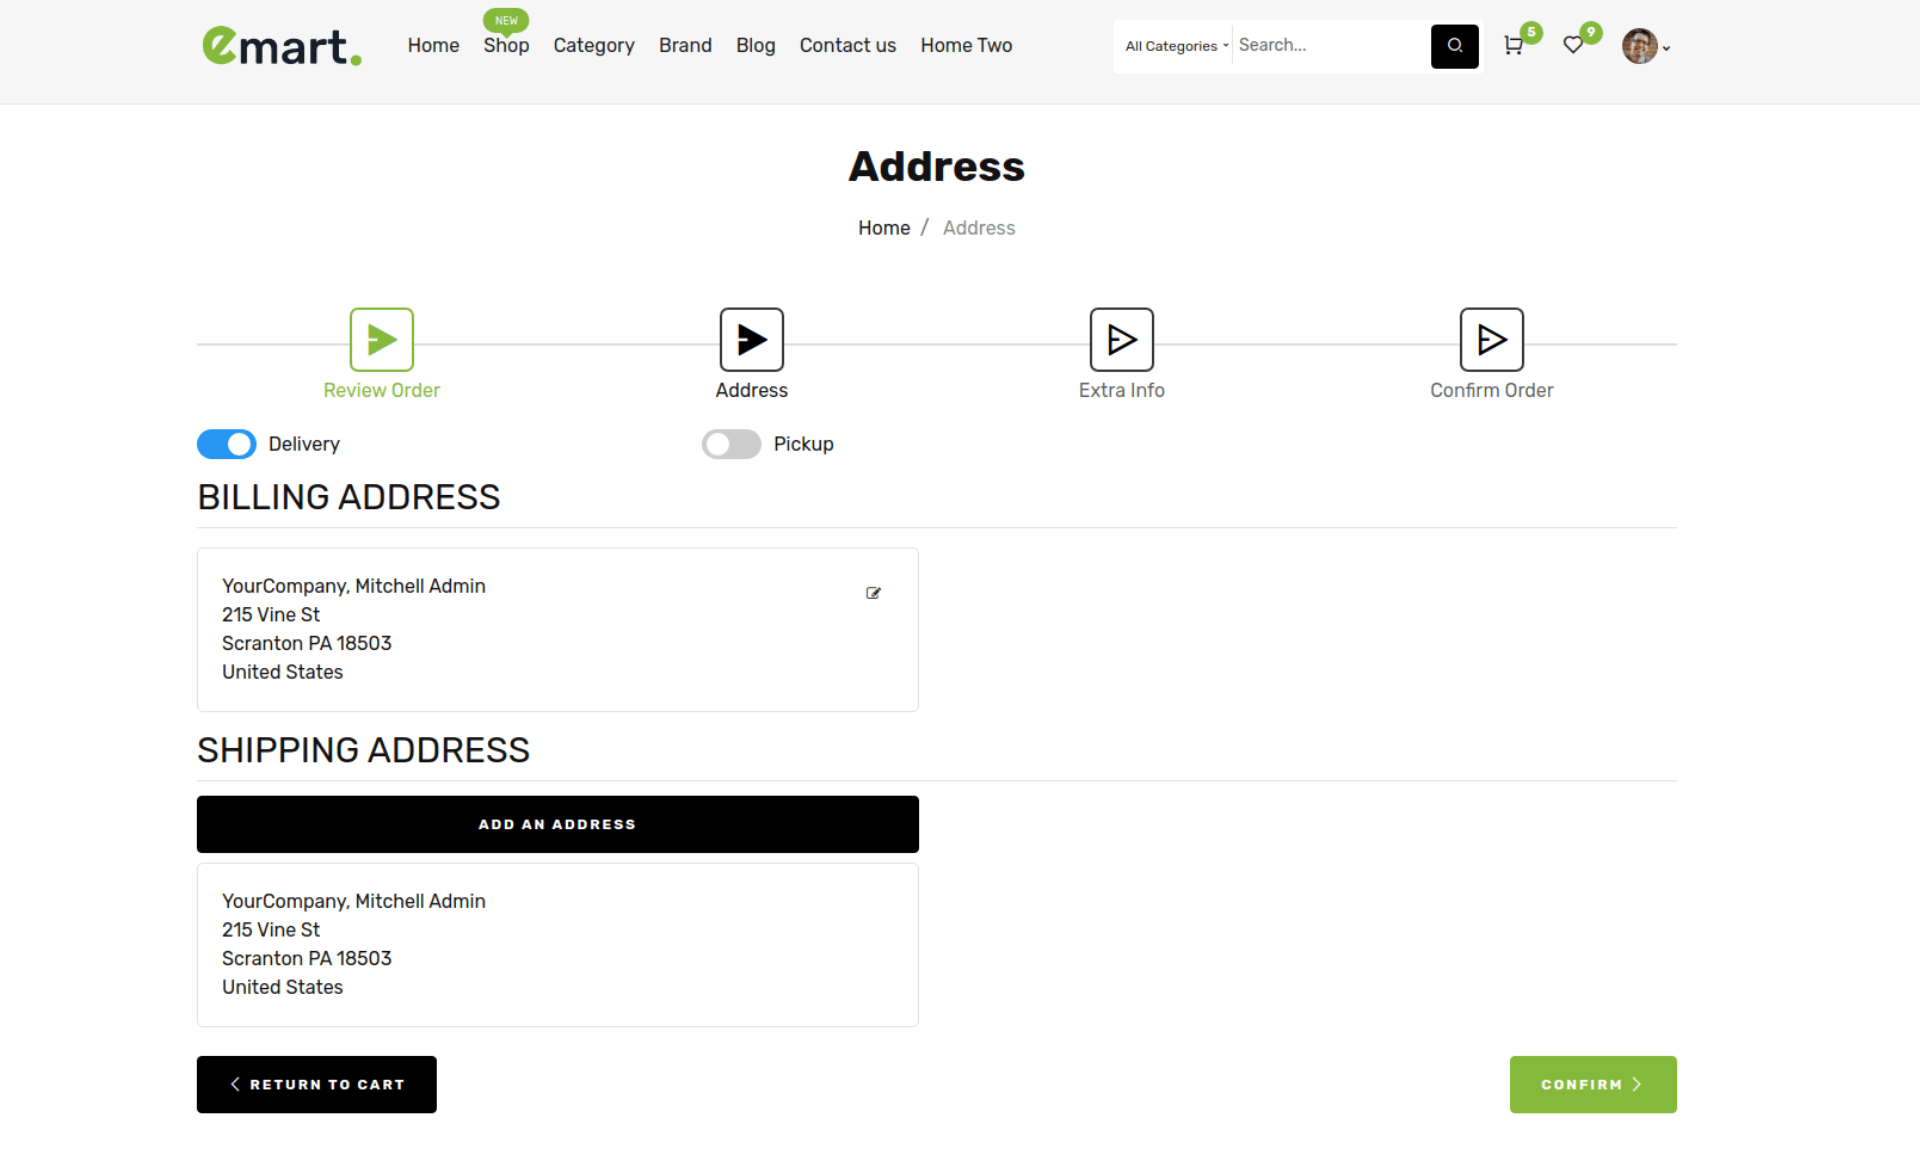 emart.
Home
NEW
Shop
Category
Brand
Blog
Contact us
Home Two
All Categories
Search...
5
9
Address
Home / Address
Review Order
Address
Extra Info
Confirm Order
Delivery
Pickup
BILLING ADDRESS
YourCompany, Mitchell Admin
215 Vine St
Scranton PA 18503
United States
SHIPPING ADDRESS
ADD AN ADDRESS
YourCompany, Mitchell Admin
215 Vine St
Scranton PA 18503
United States
RETURN TO CART
CONFIRM